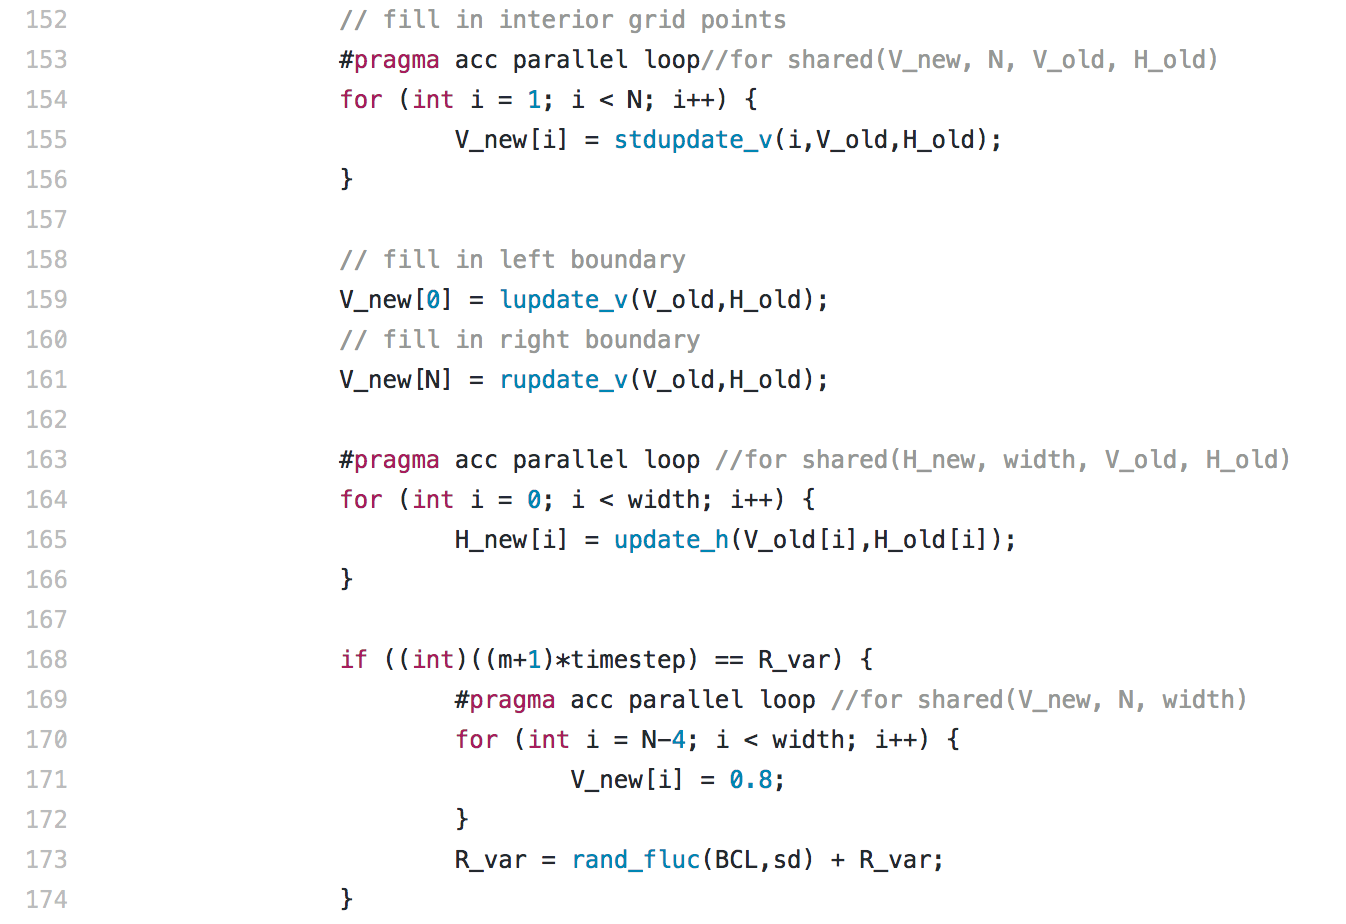 152 // fill in interior grid points
153 #pragma acc parallel loop//for shared(V_new, N, V_old, H_old)
154 for (int i = 1; i < N; i++) {
155 V_new[i] = stdupdate_v(i,V_old,H_old);
156 }
157
158 // fill in left boundary
159 V_new[0] = lupdate_v(V_old,H_old);
160 // fill in right boundary
161 V_new[N] = rupdate_v(V_old,H_old);
162
163 #pragma acc parallel loop //for shared(H_new, width, V_old, H_old)
164 for (int i = 0; i < width; i++) {
165 H_new[i] = update_h(V_old[i],H_old[i]);
166 }
167
168 if ((int)((m+1)*timestep) == R_var) {
169 #pragma acc parallel loop //for shared(V_new, N, width)
170 for (int i = N-4; i < width; i++) {
171 V_new[i] = 0.8;
172 }
173 R_var = rand_fluc(BCL,sd) + R_var;
174 }